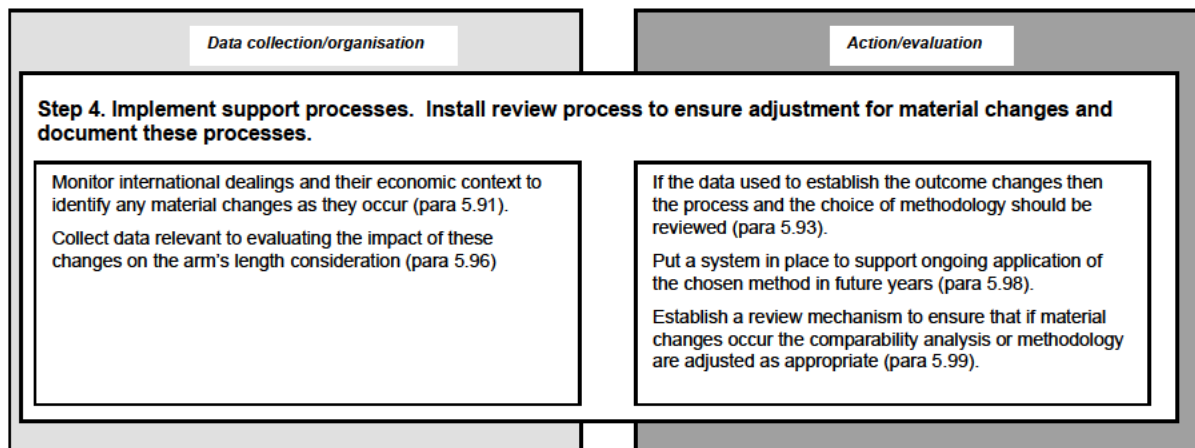 Data collection/organisation
Action/evaluation
Step 4. Implement support processes.  Install review process to ensure adjustment for material changes and
document these processes.
Monitor international dealings and their economic context to
identify any material changes as they occur (para 5.91).
Collect data relevant to evaluating the impact of these
changes on the arm's length consideration (para 5.96)
If the data used to establish the outcome changes then
the process and the choice of methodology should be
reviewed (para 5.93).
Put a system in place to support ongoing application of
the chosen method in future years (para 5.98).
Establish a review mechanism to ensure that if material
changes occur the comparability analysis or methodology
are adjusted as appropriate (para 5.99).